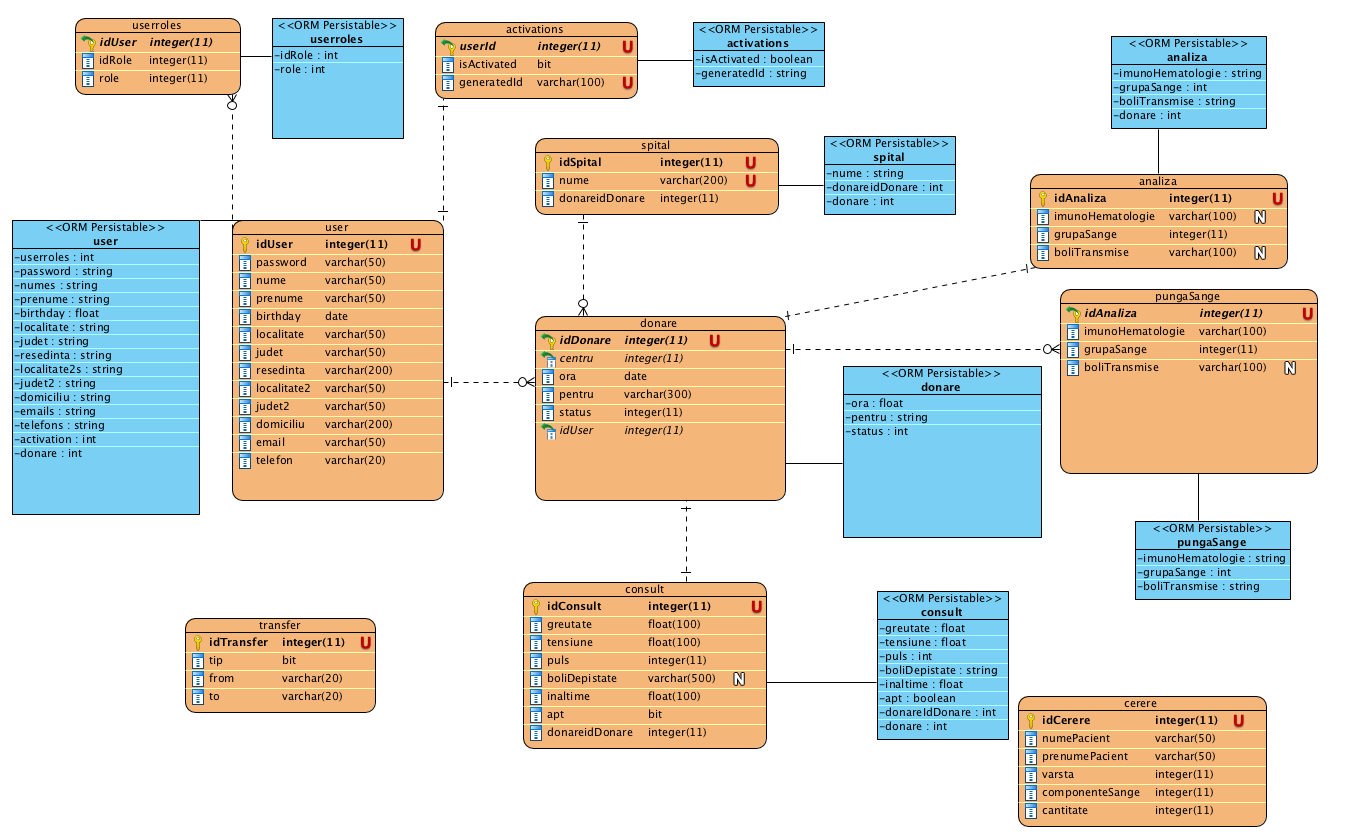 userroles
idUser integer(11)
idRole integer(11)
role integer(11)
<<ORM Persistable>>
userroles
-idRole : int
-role : int
activations
userId integer(11) U
isActivated bit
generatedId varchar(100) U
<<ORM Persistable>>
activations
-isActivated : boolean
-generatedId : string
<<ORM Persistable>>
analiza
-imunoHematologie : string
-grupaSange : int
-boliTransmise : string
-donare : int
spital
idSpital integer(11) U
nume varchar(200) U
donareidDonare integer(11)
<<ORM Persistable>>
spital
-nume : string
-donareidDonare : int
-donare : int
analiza
idAnaliza integer(11) U
imunoHematologie varchar(100) N
grupaSange integer(11)
boliTransmise varchar(100) N
<<ORM Persistable>>
user
-userroles : int
-password : string
-numes : string
-prenume : string
-birthday : float
-localitate : string
-judet : string
-resedinta : string
-localitate2s : string
-judet2 : string
-domiciliu : string
-emails : string
-telefons : string
-activation : int
-donare : int
user
idUser integer(11) U
password varchar(50)
nume varchar(50)
prenume varchar(50)
birthday date
localitate varchar(50)
judet varchar(50)
resedinta varchar(200)
localitate2 varchar(50)
judet2 varchar(50)
domiciliu varchar(200)
email varchar(50)
telefon varchar(20)
donare
idDonare integer(11) U
centru integer(11)
ora date
pentru varchar(300)
status integer(11)
idUser integer(11)
<<ORM Persistable>>
donare
-ora : float
-pentru : string
-status : int
pungaSange
idAnaliza integer(11) U
imunoHematologie varchar(100)
grupaSange integer(11)
boliTransmise varchar(100) N
<<ORM Persistable>>
pungaSange
-imunoHematologie : string
-grupaSange : int
-boliTransmise : string
transfer
idTransfer integer(11) U
tip bit
from varchar(20)
to varchar(20)
consult
idConsult integer(11) U
greutate float(100)
tensiune float(100)
puls integer(11)
boliDepistate varchar(500) N
inaltime float(100)
apt bit
donareidDonare integer(11)
<<ORM Persistable>>
consult
-greutate : float
-tensiune : float
-puls : int
-boliDepistate : string
-inaltime : float
-apt : boolean
-donareIdDonare : int
-donare : int
cerere
idCerere integer(11) U
numePacient varchar(50)
prenumePacient varchar(50)
varsta integer(11)
componenteSange integer(11)
cantitate integer(11)